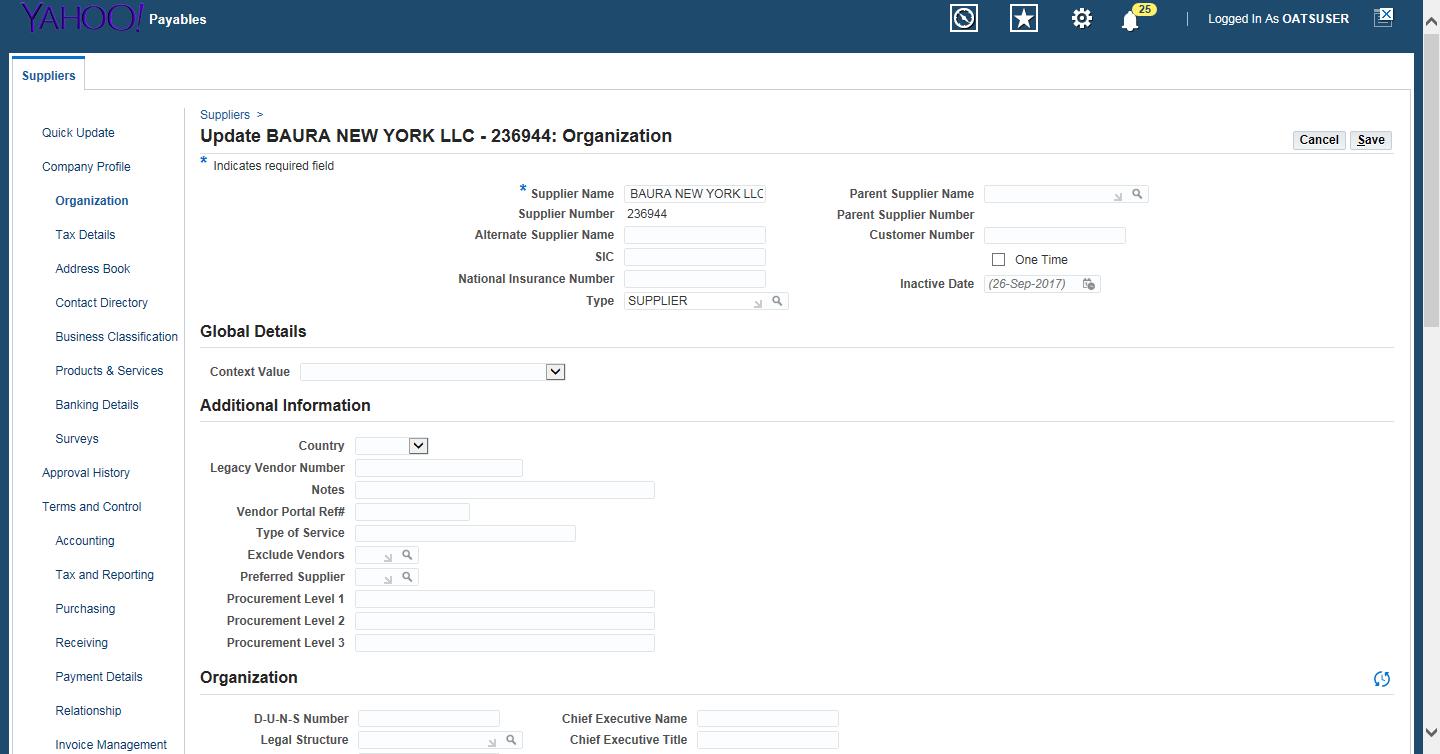 YAHOO! Payables
25
Logged In As OATSUSER
Suppliers
Quick Update
Company Profile
Organization
Tax Details
Address Book
Contact Directory
Business Classification
Products & Services
Banking Details
Surveys
Approval History
Terms and Control
Accounting
Tax and Reporting
Purchasing
Receiving
Payment Details
Relationship
Invoice Management
Suppliers >
Update BAURA NEW YORK LLC - 236944: Organization
Cancel Save
* Indicates required field
* Supplier Name BAURA NEW YORK LLC
Supplier Number 236944
Alternate Supplier Name
SIC
National Insurance Number
Type SUPPLIER
Parent Supplier Name
Parent Supplier Number
Customer Number
One Time
Inactive Date (26-Sep-2017)
Global Details
Context Value
Additional Information
Country
Legacy Vendor Number
Notes
Vendor Portal Ref#
Type of Service
Exclude Vendors
Preferred Supplier
Procurement Level 1
Procurement Level 2
Procurement Level 3
Organization
D-U-N-S Number
Legal Structure
Chief Executive Name
Chief Executive Title